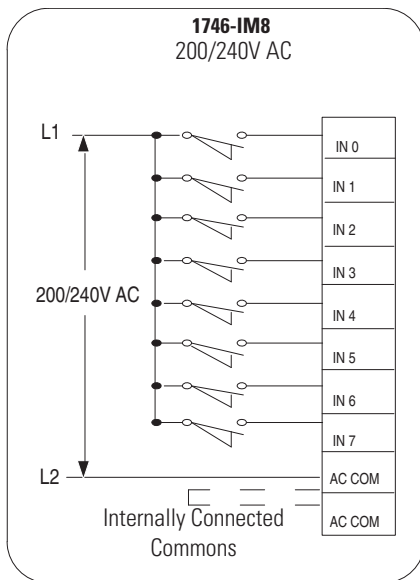 1746-IM8
200/240V AC
L1
IN 0
IN 1
IN 2
IN 3
200/240V AC
IN 4
IN 5
IN 6
IN 7
L2
AC COM
Internally Connected
Commons
AC COM